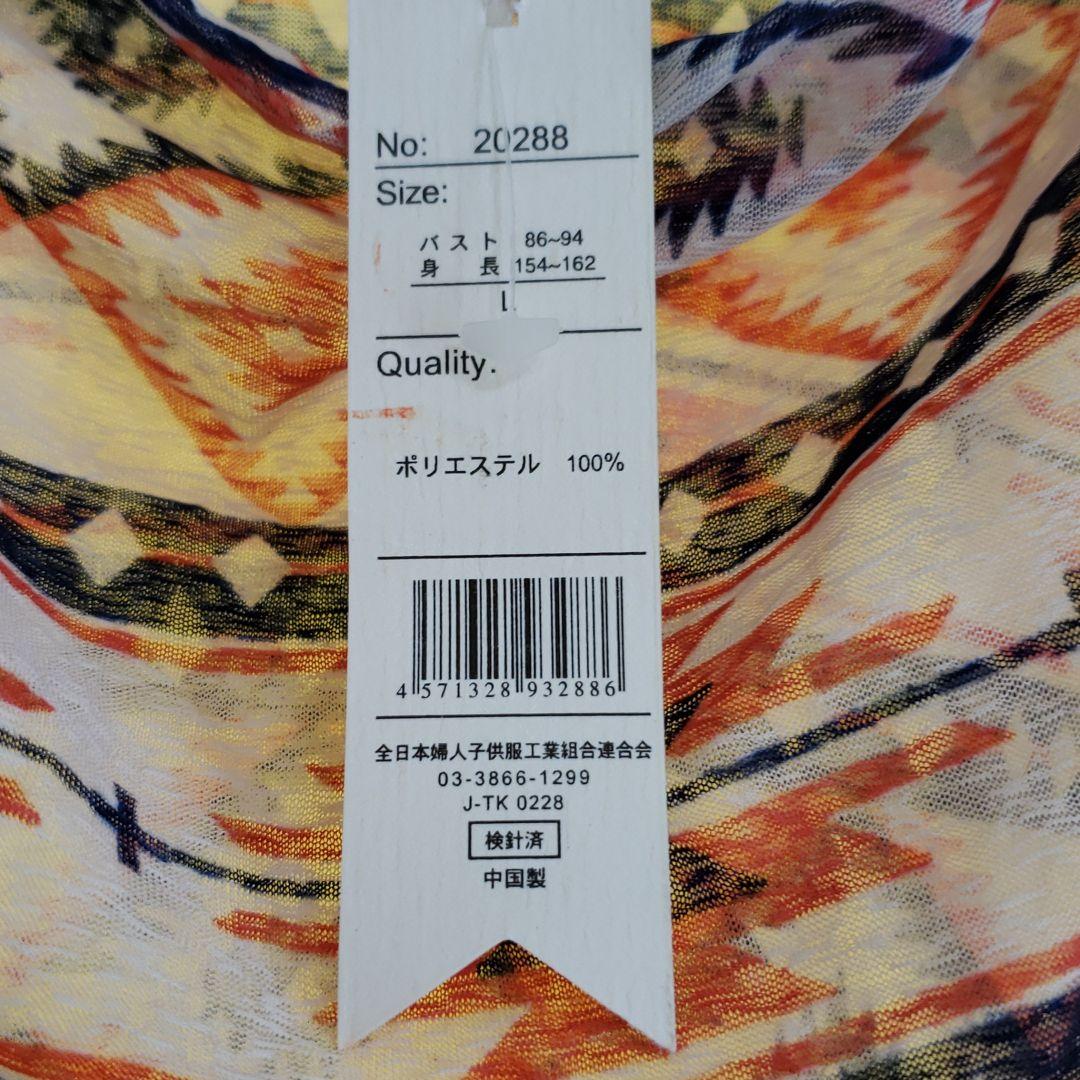 No: 20288
Size:
バスト 86~94
身長 154~162
L
Quality.
ポリエステル 100%
4 571328 932886
全日本婦人子供服工業組合連合会
03-3866-1299
J-TK 0228
検針済
中国製